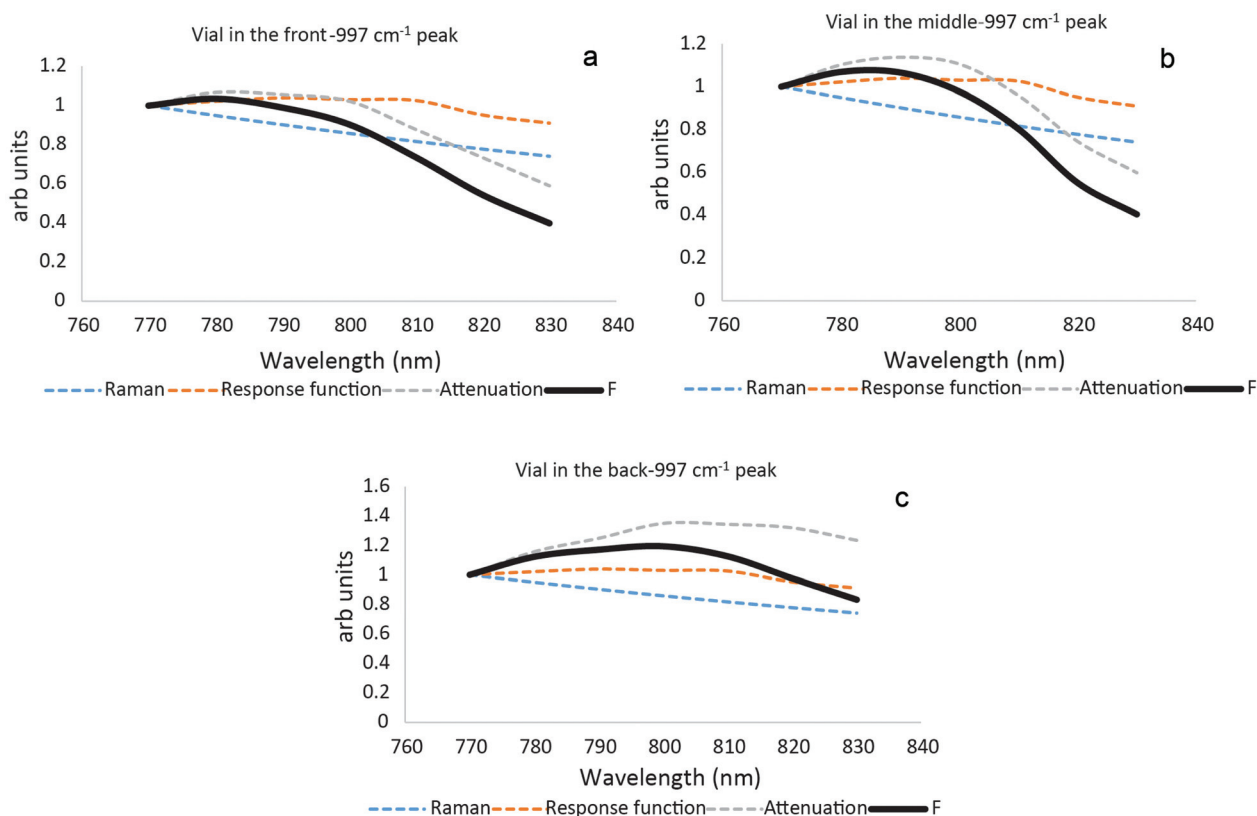 Vial in the front-997 cm⁻¹ peak
a
1.2
1
0.8
0.6
0.4
0.2
0
arb units
760 770 780 790 800 810 820 830 840
Wavelength (nm)
Raman Response function Attenuation F
Vial in the middle-997 cm⁻¹ peak
b
1.2
1
0.8
0.6
0.4
0.2
0
arb units
760 780 800 820 840
Wavelength (nm)
Raman Response function Attenuation F
Vial in the back-997 cm⁻¹ peak
c
1.6
1.4
1.2
1
0.8
0.6
0.4
0.2
0
arb units
760 770 780 790 800 810 820 830 840
Wavelength (nm)
Raman Response function Attenuation F